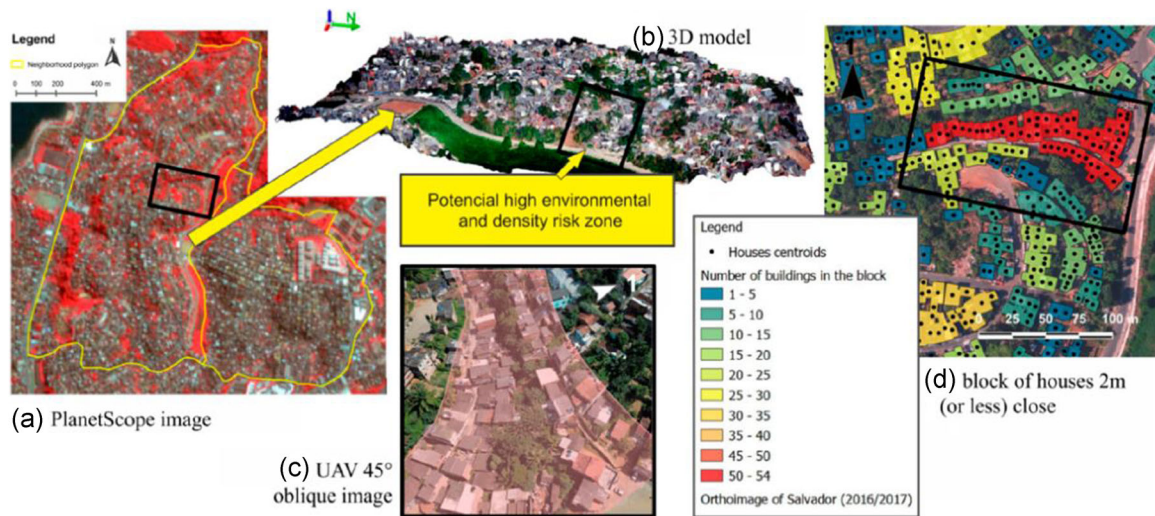 Legend
N
Neighborhood polygon
0 200 400 m
(a) PlanetScope image
N
(b) 3D model
Potencial high environmental
and density risk zone
(c) UAV 45°
oblique image
Legend
Houses centroids
Number of buildings in the block
1 - 5
5 - 10
10 - 15
15 - 20
20 - 25
25 - 30
30 - 35
35 - 40
45 - 50
50 - 54
Orthoimage of Salvador (2016/2017)
0 25 50 75 100 m
(d) block of houses 2m
(or less) close